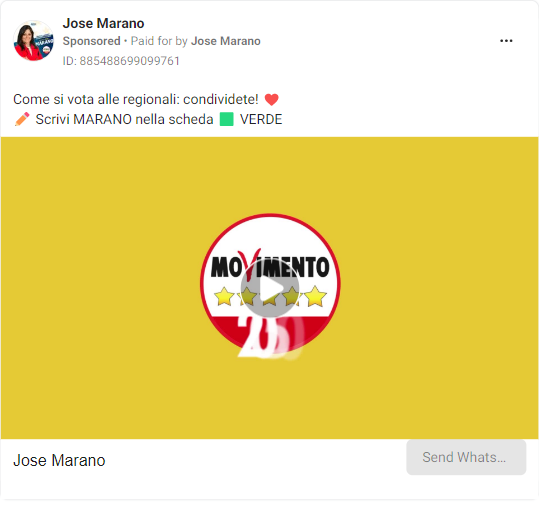 Jose Marano
Sponsored • Paid for by Jose Marano
ID: 885488699099761
Come si vota alle regionali: condividete! ❤️
✏️ Scrivi MARANO nella scheda 🟩 VERDE
MOVIMENTO
Jose Marano
Send Whats...